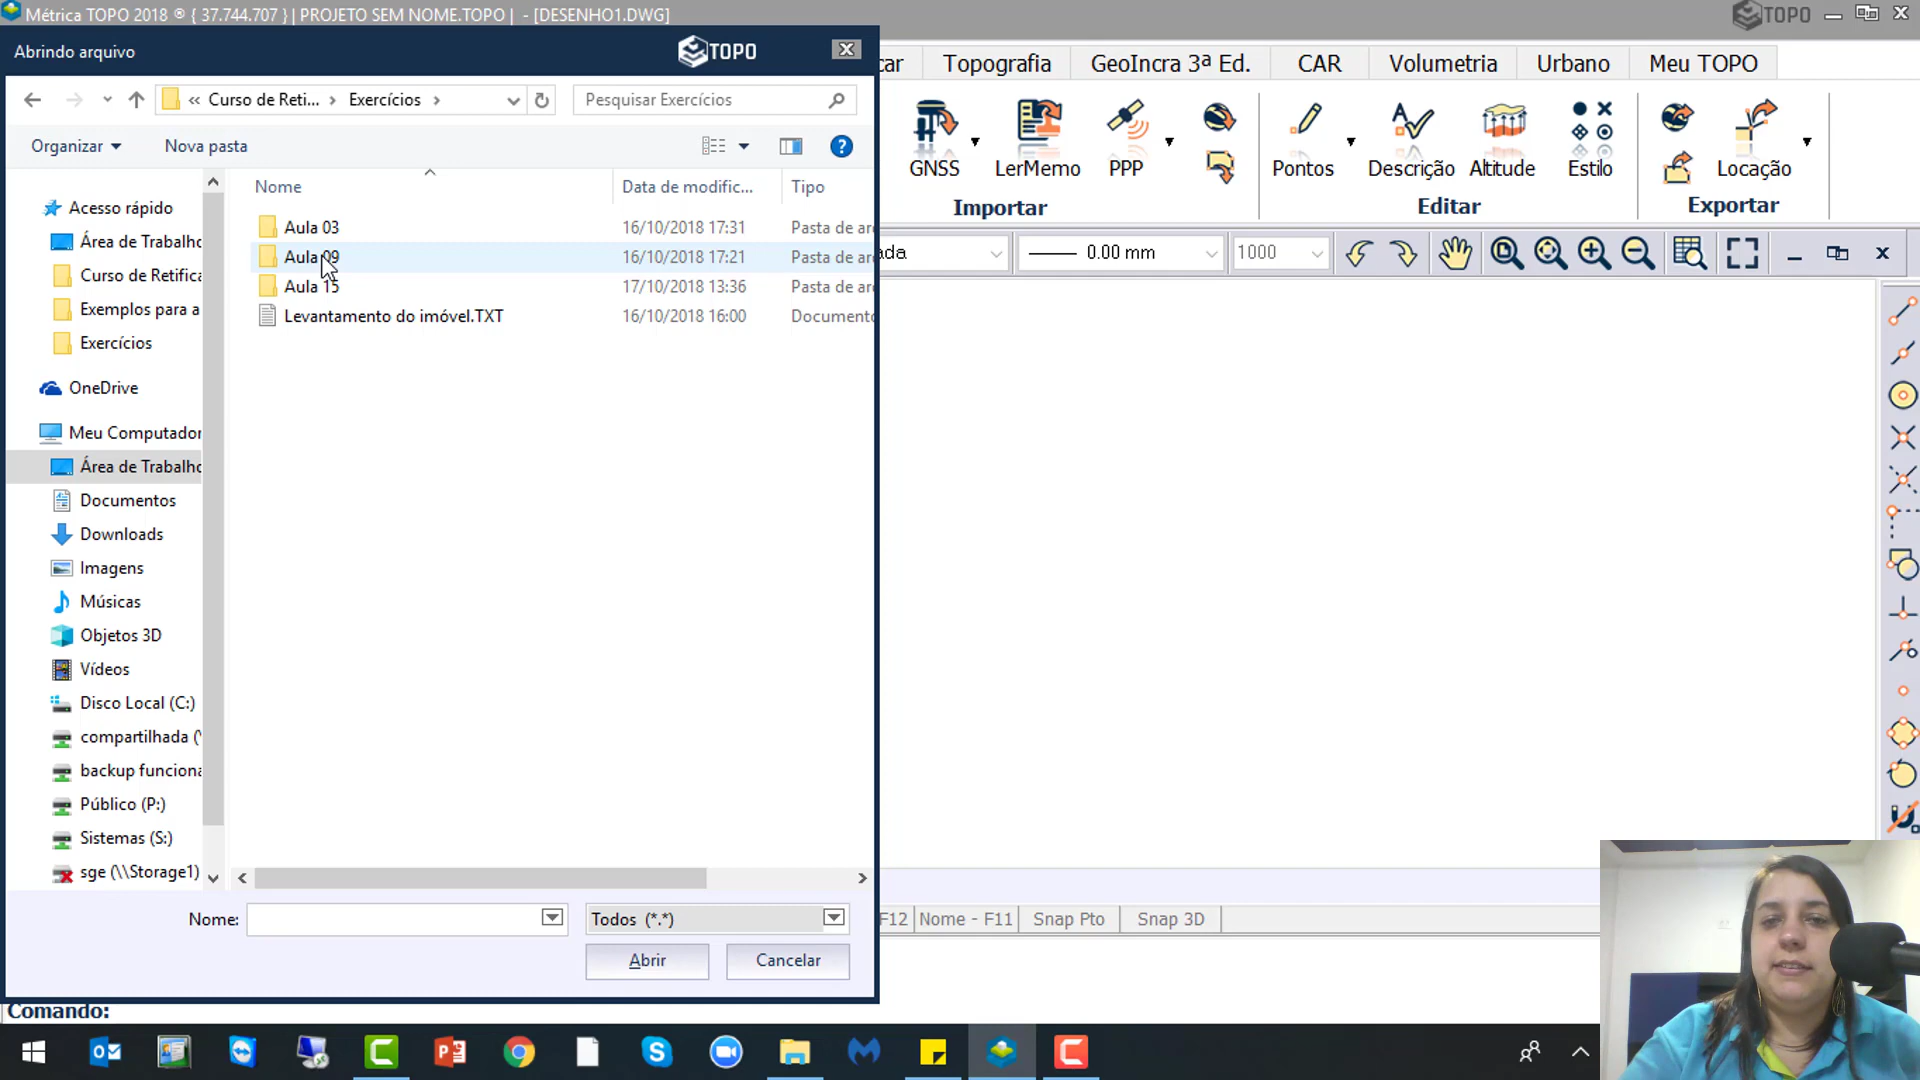 Métrica TOPO 2018 ® { 37.744.707 } | PROJETO SEM NOME.TOPO | - [DESENHO1.DWG]
TOPO
Abrindo arquivo
TOPO
Topografia GeoIncra 3ª Ed. CAR Volumetria Urbano Meu TOPO
« Curso de Reti... › Exercícios ›
Pesquisar Exercícios
Organizar
Nova pasta
GNSS LerMemo PPP Pontos Descrição Altitude Estilo Locação
Importar Editar Exportar
Nome Data de modific... Tipo
Acesso rápido
Área de Trabalho
Curso de Retifica
Exemplos para a
Exercícios
OneDrive
Meu Computador
Área de Trabalho
Documentos
Downloads
Imagens
Músicas
Objetos 3D
Vídeos
Disco Local (C:)
compartilhada (
backup funciona
Público (P:)
Sistemas (S:)
sge (\\Storage1)
Aula 03 16/10/2018 17:31 Pasta de ar
Aula 09 16/10/2018 17:21 Pasta de ar
Aula 15 17/10/2018 13:36 Pasta de ar
Levantamento do imóvel.TXT 16/10/2018 16:00 Documento
ada 0.00 mm 1000
Nome:
Todos (*.*)
Abrir Cancelar
F12 Nome - F11 Snap Pto Snap 3D
Comando: